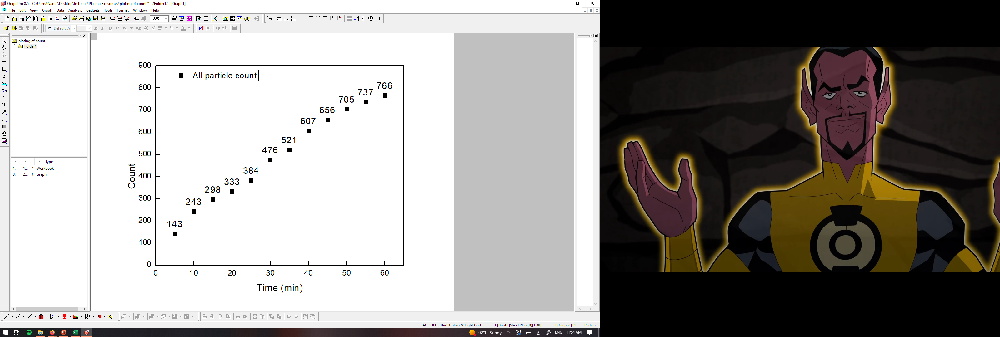 OriginPro 8.5 - C:\Users\Nareg\Desktop\In focus\Plasma Exosomes\ploting of count * - /Folder1/ - [Graph1]
File Edit View Graph Data Analysis Gadgets Tools Format Window Help
100%
Default: A 0 B I U
ploting of count
Folder1
Type
1.. 1... Workbook
8.. 2... Graph
1
All particle count
900
800
700
600
500
400
300
200
100
0
Count
143
243
298
333
384
476
521
607
656
705
737
766
0 10 20 30 40 50 60
Time (min)
AU : ON Dark Colors & Light Grids 1:[Book1]Sheet1!Col(B)[1:30] 1:[Graph1]1!1 Radian
92°F Sunny ENG 11:54 AM